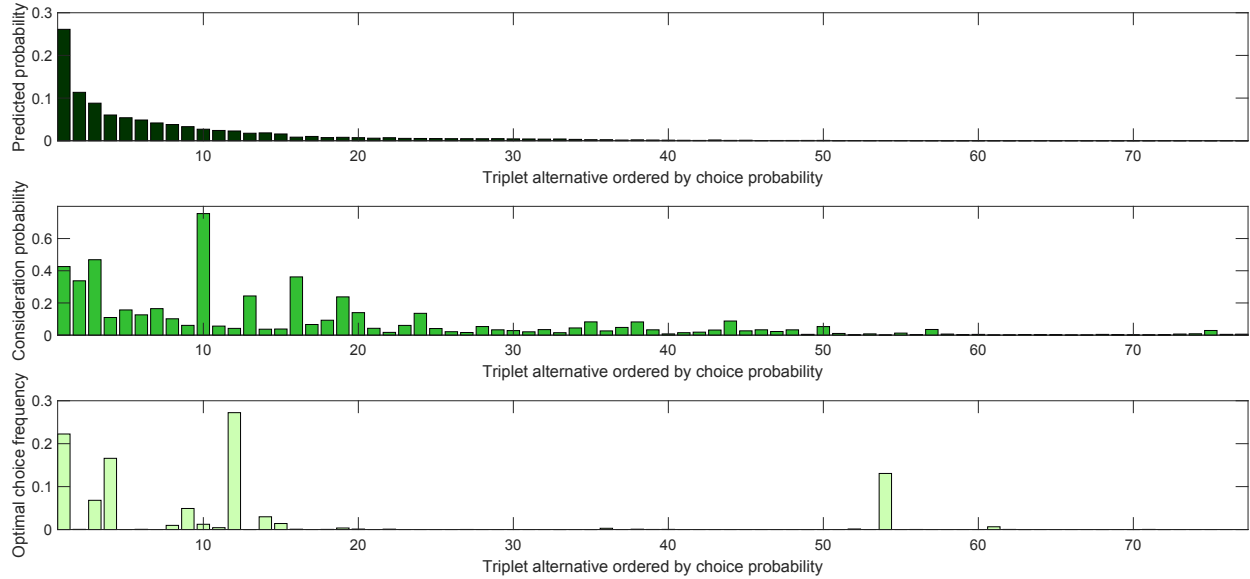 Predicted probability
0.3
0.2
0.1
0
10 20 30 40 50 60 70
Triplet alternative ordered by choice probability
Consideration probability
0.6
0.4
0.2
0
10 20 30 40 50 60 70
Triplet alternative ordered by choice probability
Optimal choice frequency
0.3
0.2
0.1
0
10 20 30 40 50 60 70
Triplet alternative ordered by choice probability